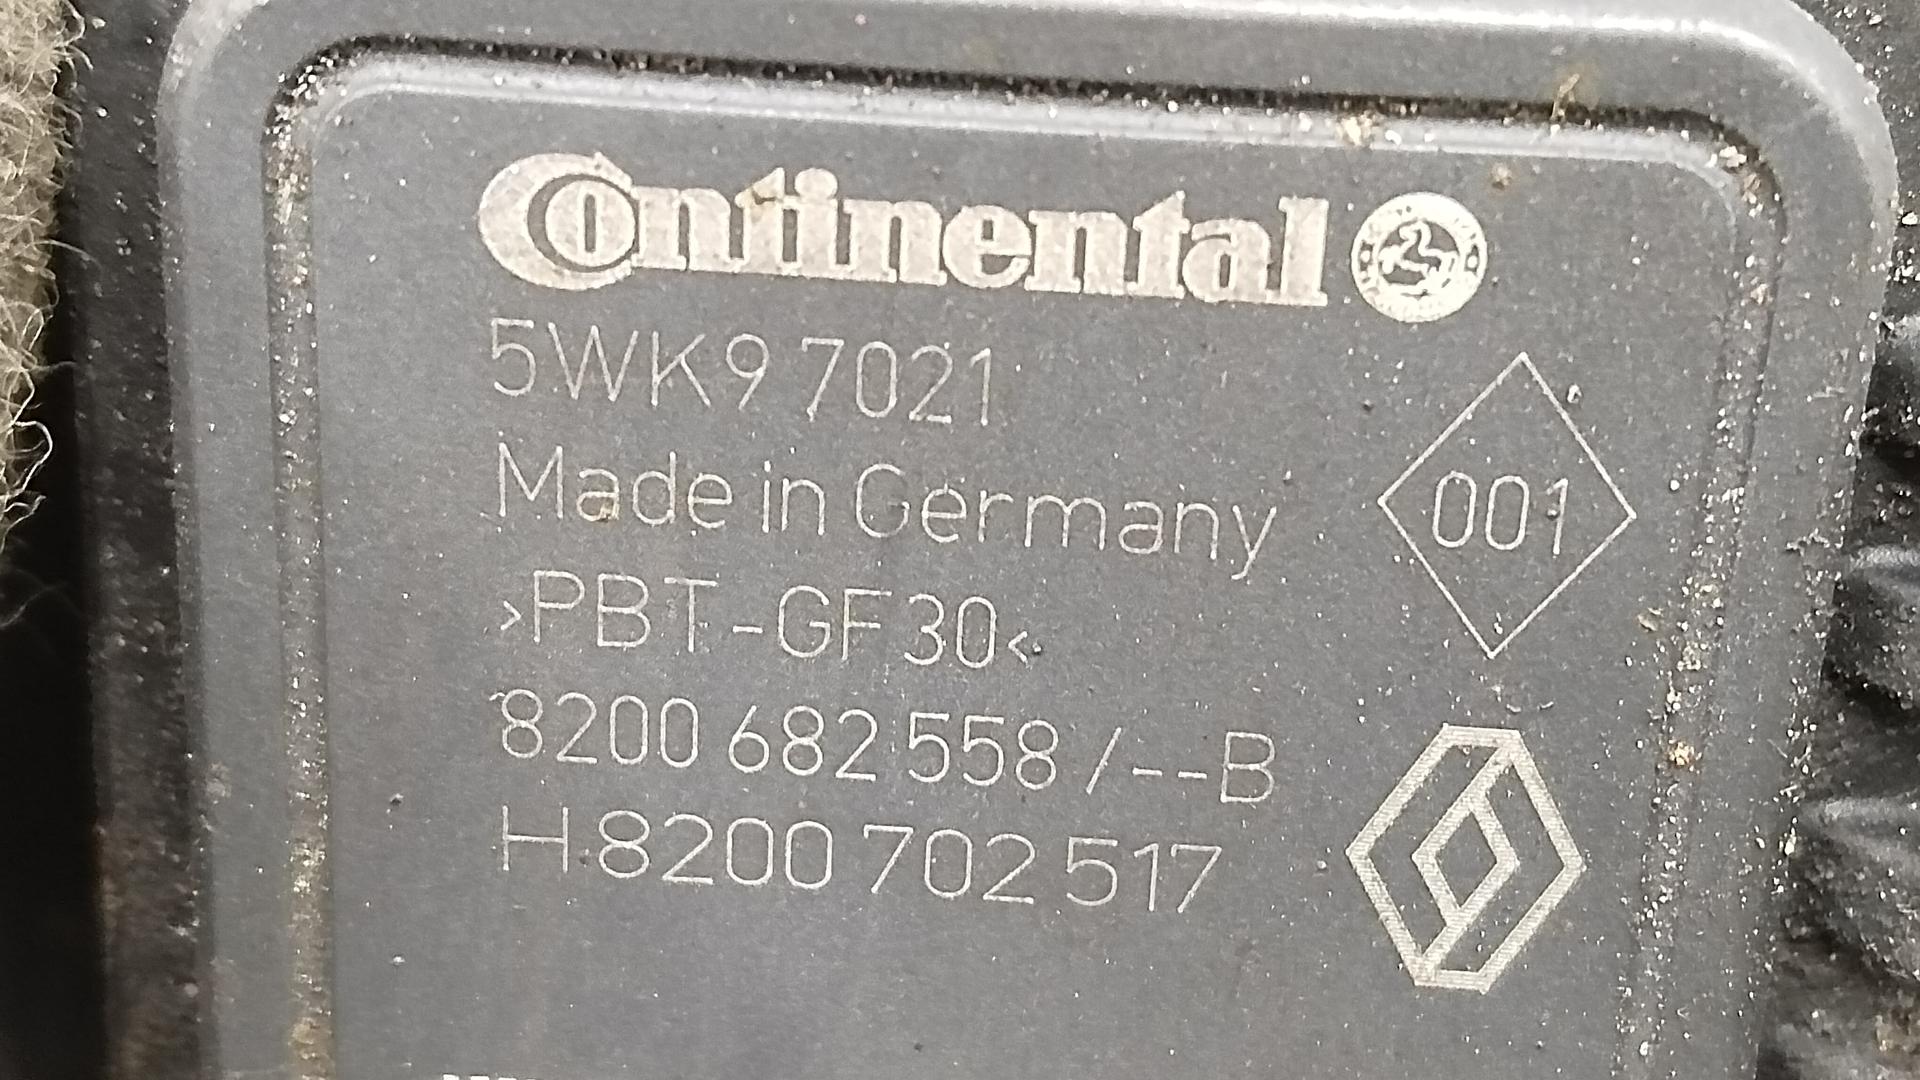 Continental
5WK9 7021
Made in Germany
001
>PBT-GF30<
8200 682 558 /--B
H 8200 702 517